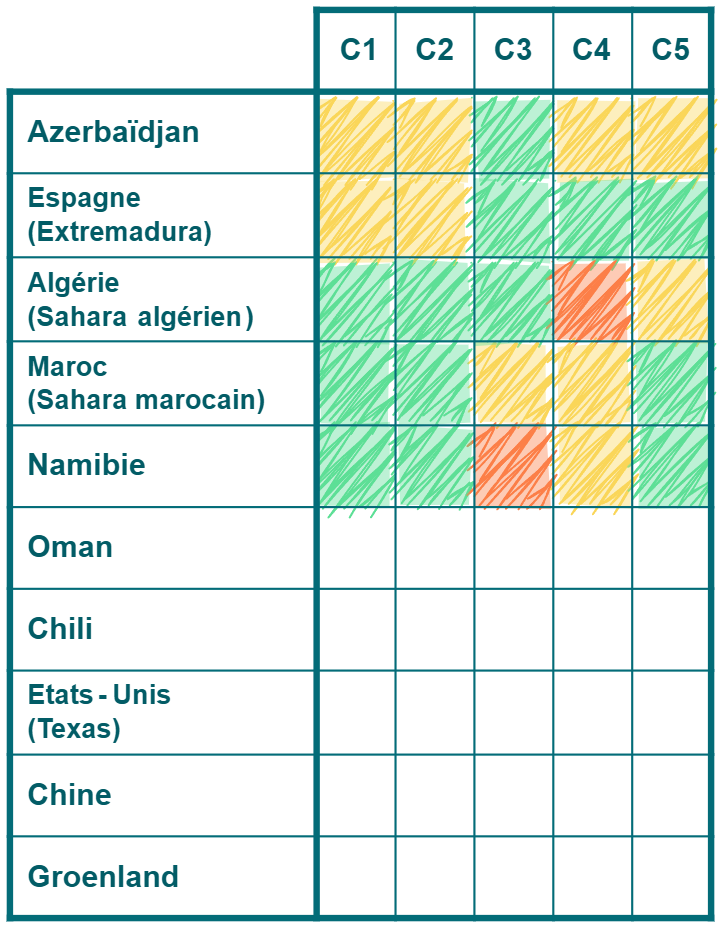 C1 C2 C3 C4 C5
Azerbaïdjan
Espagne
(Extremadura)
Algérie
(Sahara algérien)
Maroc
(Sahara marocain)
Namibie
Oman
Chili
Etats-Unis
(Texas)
Chine
Groenland